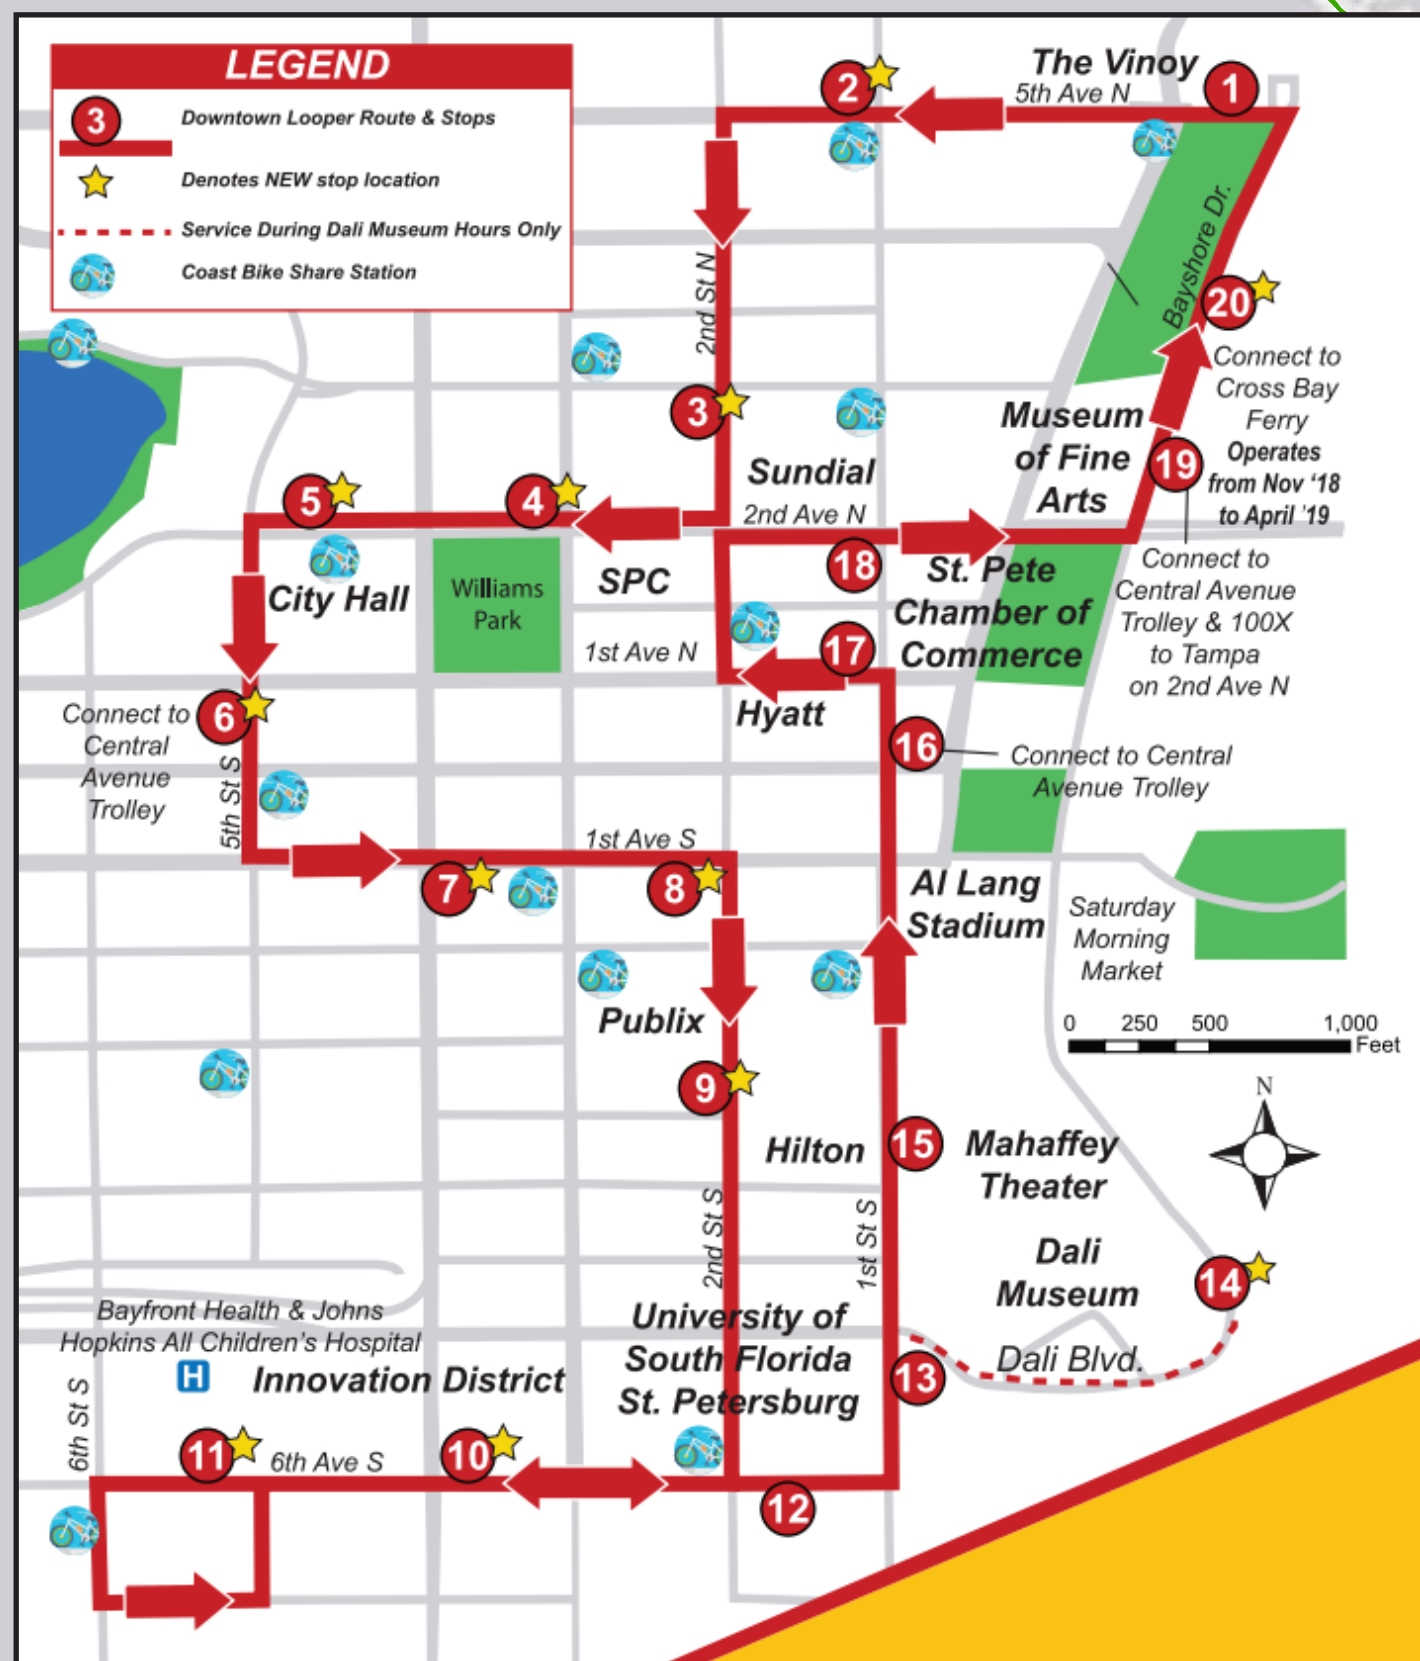 LEGEND
3
Downtown Looper Route & Stops
Denotes NEW stop location
Service During Dali Museum Hours Only
Coast Bike Share Station
The Vinoy
5th Ave N
1
2
2nd St N
Bayshore Dr.
20
Connect to
Cross Bay
Ferry
Operates
from Nov ‘18
to April ’19
3
Museum
of Fine
Arts
19
Sundial
2nd Ave N
5
4
18
City Hall
Williams
Park
SPC
St. Pete
Chamber of
Commerce
Connect to
Central Avenue
Trolley & 100X
to Tampa
on 2nd Ave N
1st Ave N
17
Hyatt
6
Connect to
Central
Avenue
Trolley
16
Connect to Central
Avenue Trolley
5th St S
1st Ave S
7
8
Al Lang
Stadium
Saturday
Morning
Market
Publix
0 250 500 1,000
Feet
9
N
Hilton
15
Mahaffey
Theater
2nd St S
1st St S
Dali
Museum
14
Bayfront Health & Johns
Hopkins All Children's Hospital
H
Innovation District
University of
South Florida
St. Petersburg
13
Dali Blvd.
6th St S
11
6th Ave S
10
12